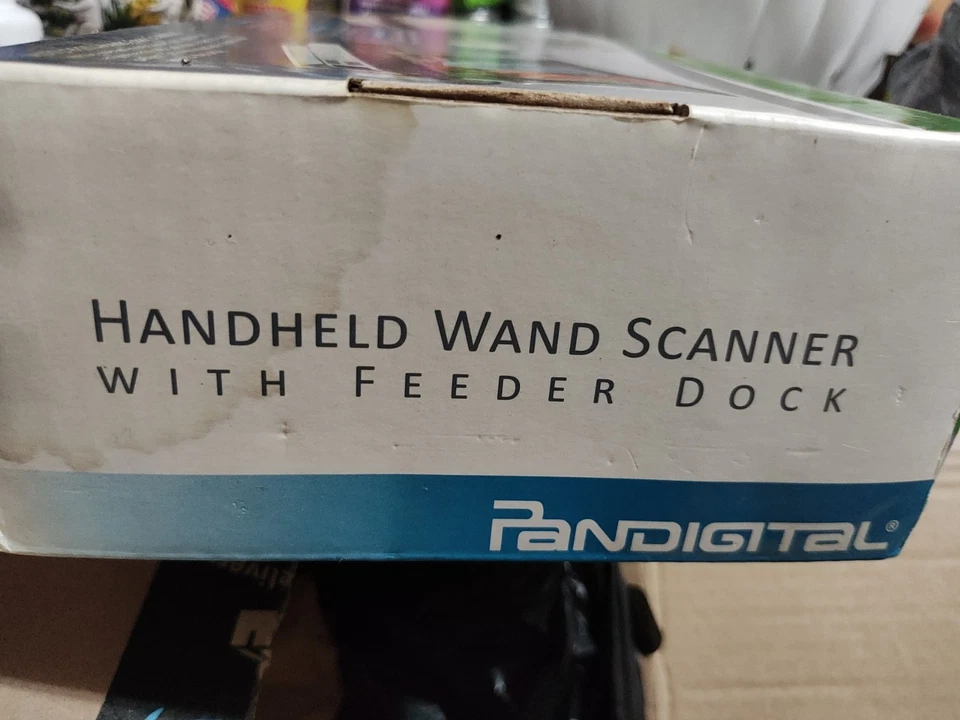 HANDHELD WAND SCANNER
WITH FEEDER DOCK
PANDIGITAL®